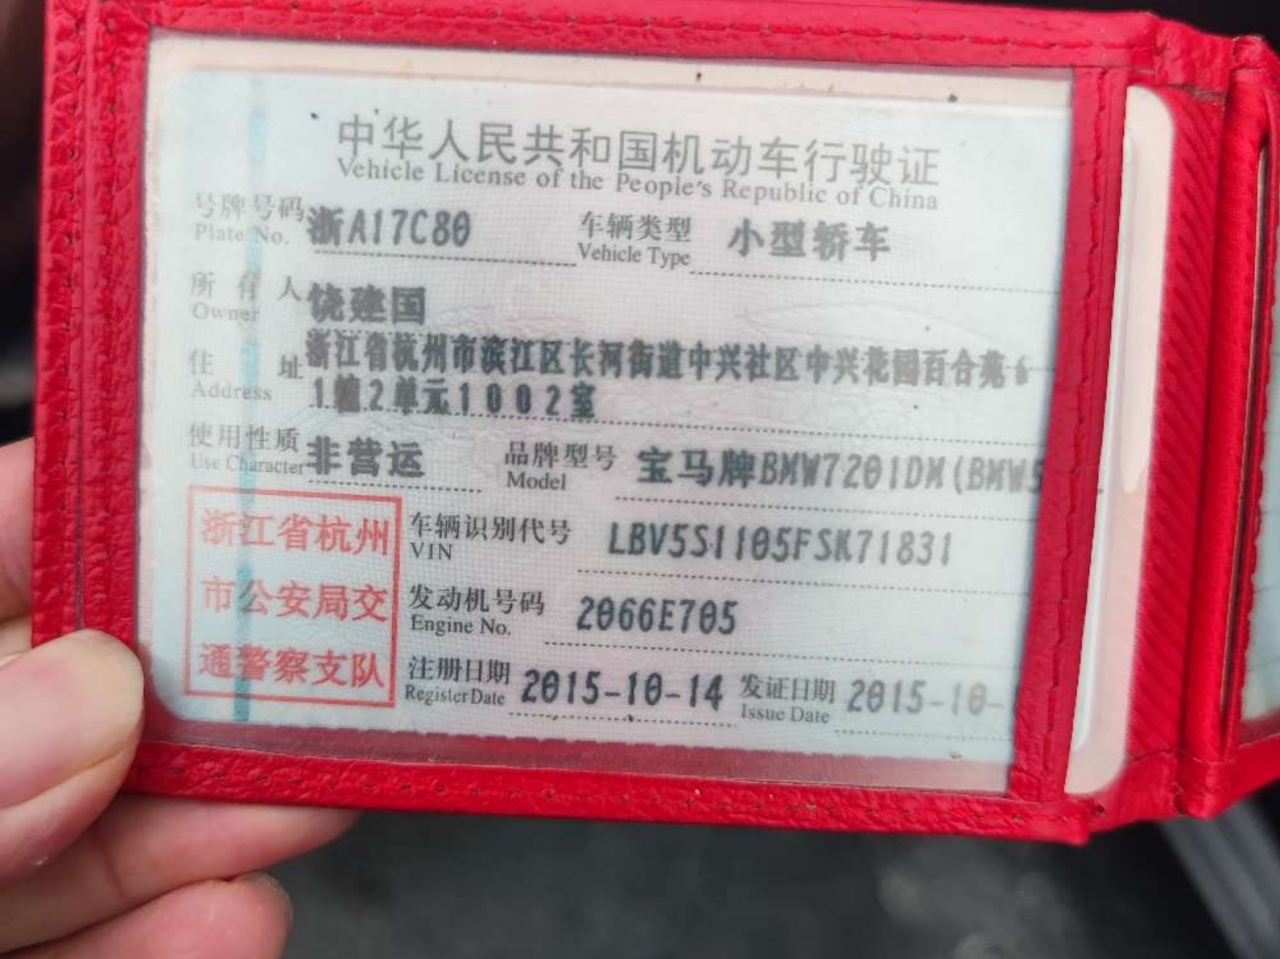 中华人民共和国机动车行驶证
Vehicle License of the People's Republic of China
号牌号码 浙A17C80 车辆类型 小型轿车
Plate No. Vehicle Type
所有人 饶建国
Owner
住址 浙江省杭州市滨江区长河街道中兴社区中兴花园百合苑6
Address 1幢2单元1002室
使用性质 非营运 品牌型号 宝马牌BMW7201DM(BMW5
Use Character Model
浙江省杭州
市公安局交
通警察支队
车辆识别代号 LBV5S1105FSK71831
VIN
发动机号码 2066E705
Engine No.
注册日期 2015-10-14 发证日期 2015-10-
Register Date Issue Date